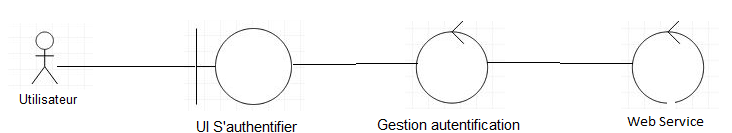 Utilisateur
UI S'authentifier
Gestion autentification
Web Service